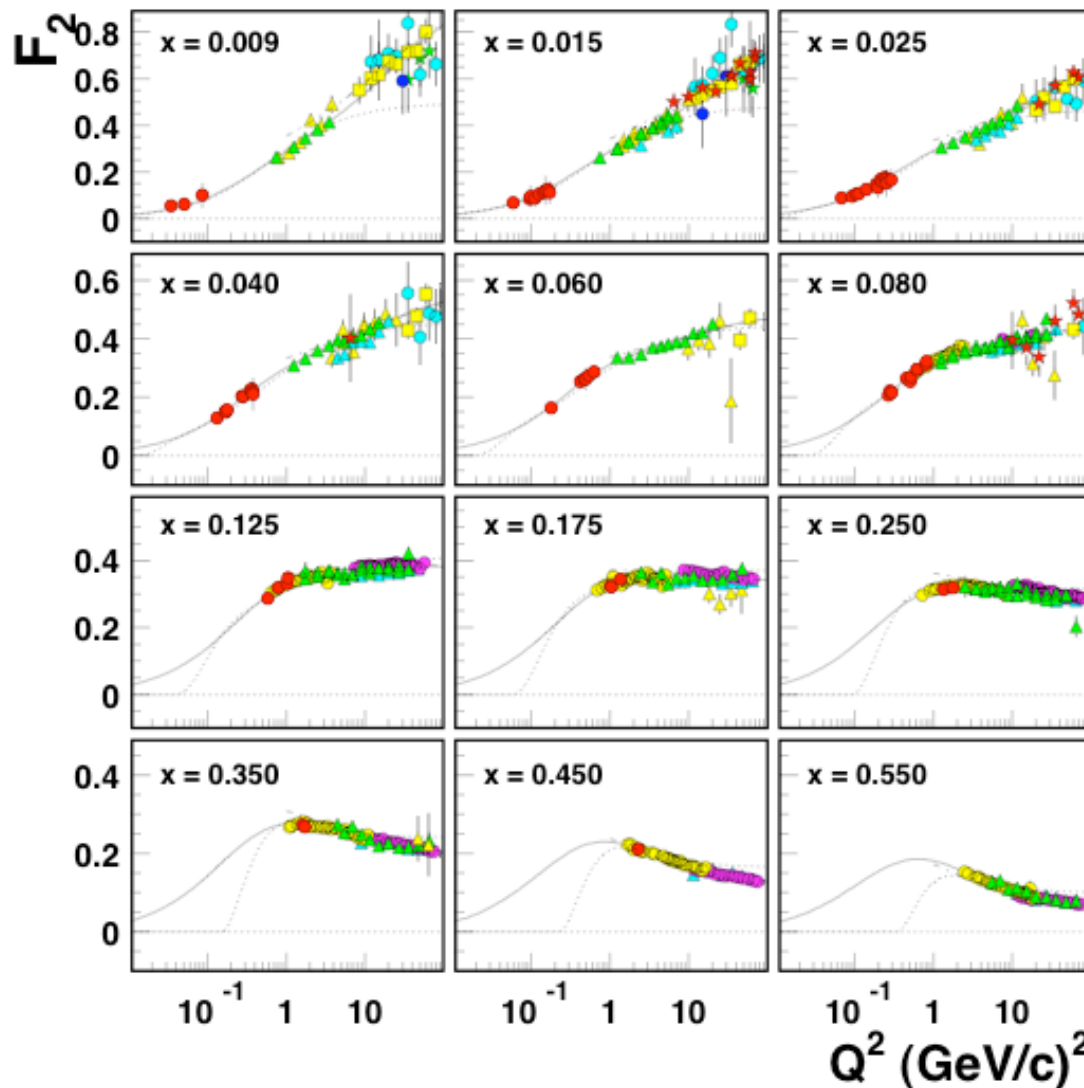 F₂
0.8
0.6
0.4
0.2
0
x = 0.009
x = 0.015
x = 0.025
0.6
0.4
0.2
0
x = 0.040
x = 0.060
x = 0.080
0.4
0.2
0
x = 0.125
x = 0.175
x = 0.250
0.4
0.2
0
x = 0.350
x = 0.450
x = 0.550
10⁻¹ 1 10 10⁻¹ 1 10 10⁻¹ 1 10
Q² (GeV/c)²